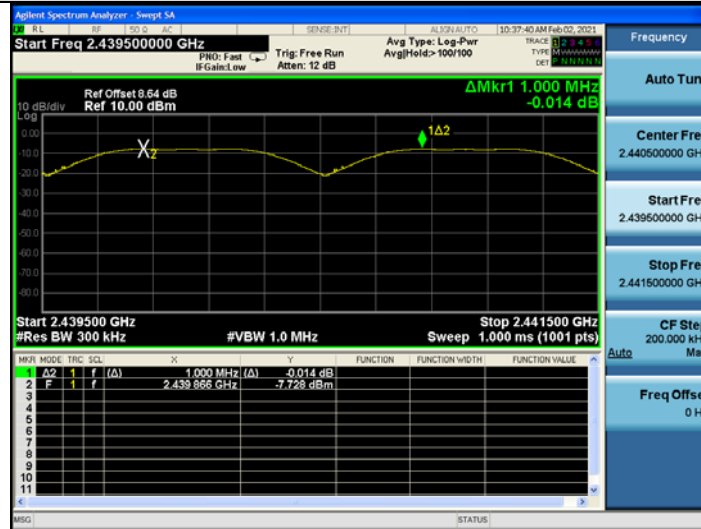 Agilent Spectrum Analyzer - Swept SA
RL RF 50 Ω AC SENSE:INT ALIGN AUTO 10:37:40 AM Feb 02, 2021
Start Freq 2.439500000 GHz
PNO: Fast
IFGain:Low
Trig: Free Run
Atten: 12 dB
Avg Type: Log-Pwr
Avg|Hold:>100/100
TRACE 1 2 3 4 5 6
TYPE M
DET P N N N N N
Ref Offset 8.64 dB
10 dB/div Ref 10.00 dBm
Log
ΔMkr1 1.000 MHz
-0.014 dB
0.00
-10.0
-20.0
-30.0
-40.0
-50.0
-60.0
-70.0
-80.0
X2
1Δ2
Start 2.439500 GHz Stop 2.441500 GHz
#Res BW 300 kHz #VBW 1.0 MHz Sweep 1.000 ms (1001 pts)
MKR MODE TRC SCL X Y FUNCTION FUNCTION WIDTH FUNCTION VALUE
1 Δ2 1 f (Δ) 1.000 MHz (Δ) -0.014 dB
2 F 1 f 2.439 866 GHz -7.728 dBm
3
4
5
6
7
8
9
10
11
MSG STATUS
Frequency
Auto Tun
Center Fre
2.440500000 GH
Start Fre
2.439500000 GH
Stop Fre
2.441500000 GH
CF Ste
200.000 kH
Auto Ma
Freq Offse
0 H